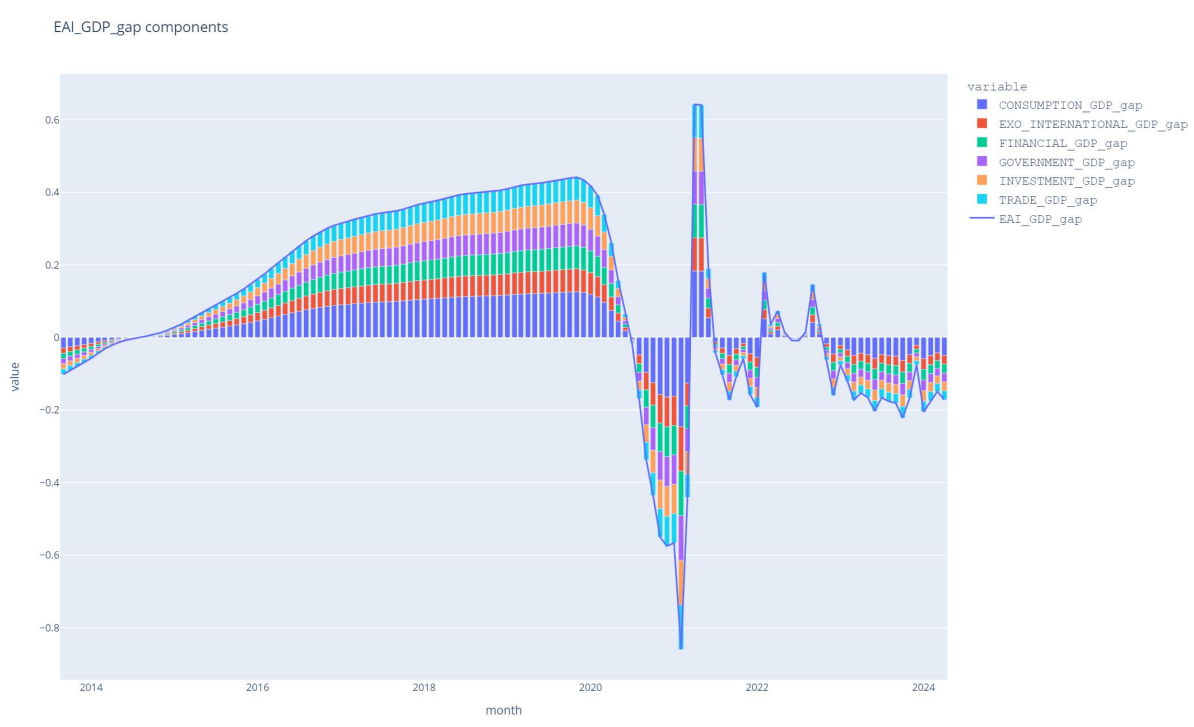 EAI_GDP_gap components
variable
CONSUMPTION_GDP_gap
EXO_INTERNATIONAL_GDP_gap
FINANCIAL_GDP_gap
GOVERNMENT_GDP_gap
INVESTMENT_GDP_gap
TRADE_GDP_gap
EAI_GDP_gap
value
0.6
0.4
0.2
0
−0.2
−0.4
−0.6
−0.8
2014 2016 2018 2020 2022 2024
month